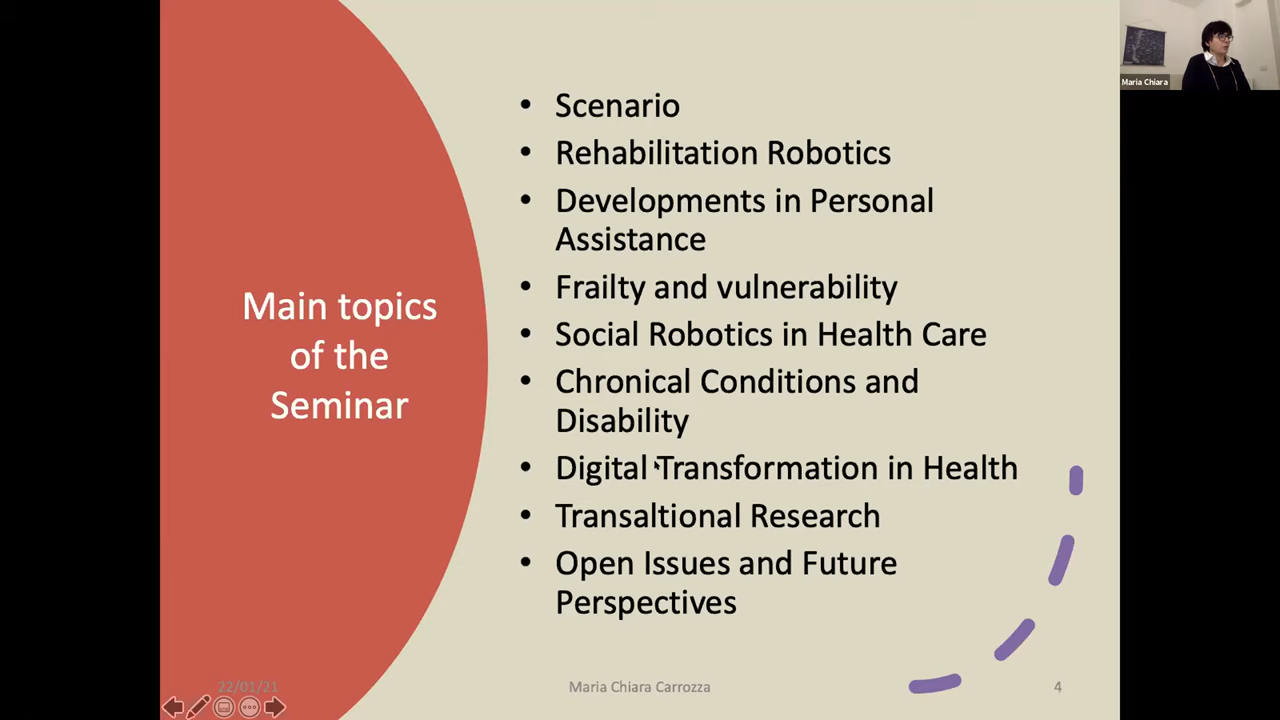 Main topics
of the
Seminar
• Scenario
• Rehabilitation Robotics
• Developments in Personal
Assistance
• Frailty and vulnerability
• Social Robotics in Health Care
• Chronical Conditions and
Disability
• Digital Transformation in Health
• Transaltional Research
• Open Issues and Future
Perspectives
22/01/21
Maria Chiara Carrozza
4
Maria Chiara